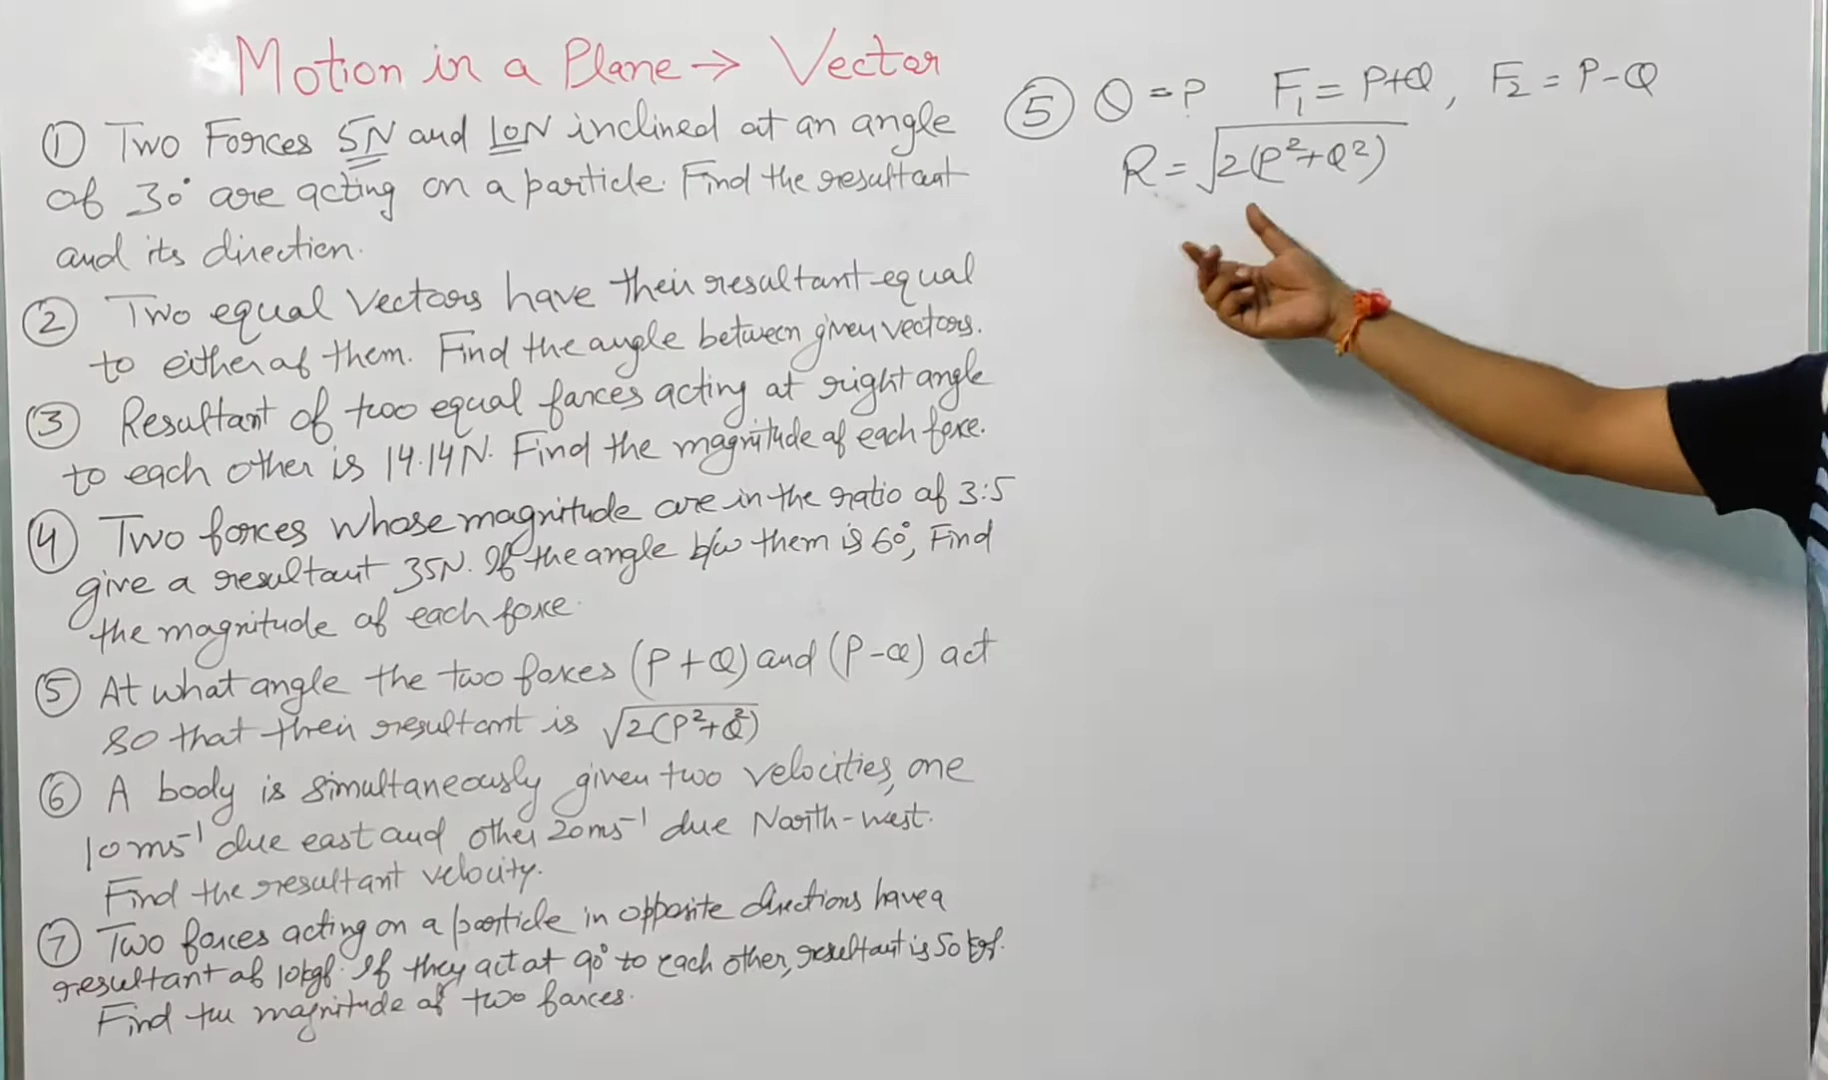 Motion in a Plane → Vector
① Two Forces 5N and 10N inclined at an angle
of 30° are acting on a particle. Find the resultant
and its direction.
② Two equal Vectors have their resultant equal
to either of them. Find the angle between given vectors.
③ Resultant of two equal forces acting at right angle
to each other is 14.14N. Find the magnitude of each force.
④ Two forces whose magnitude are in the ratio of 3:5
give a resultant 35N. If the angle b/w them is 60°, Find
the magnitude of each force.
⑤ At what angle the two forces (P+Q) and (P-Q) act
so that their resultant is √2(P²+Q²)
⑥ A body is simultaneously given two velocities, one
10ms⁻¹ due east and other 20ms⁻¹ due North-west.
Find the resultant velocity.
⑦ Two forces acting on a particle in opposite directions have a
resultant of 10kgf. If they act at 90° to each other, resultant is 50 kgf.
Find the magnitude of two forces.
⑤ θ = ? F₁ = P+Q, F₂ = P-Q
R = √2(P²+Q²)